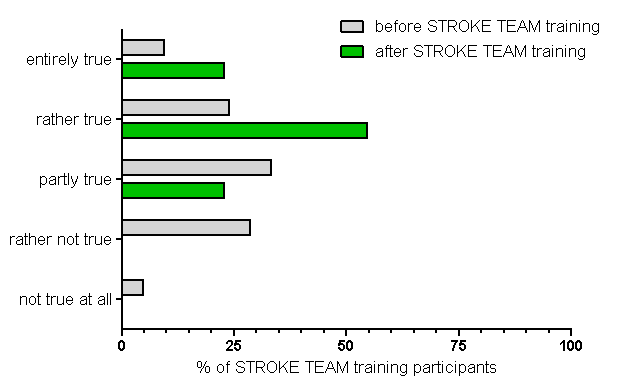 before STROKE TEAM training
after STROKE TEAM training
entirely true
rather true
partly true
rather not true
not true at all
0 25 50 75 100
% of STROKE TEAM training participants